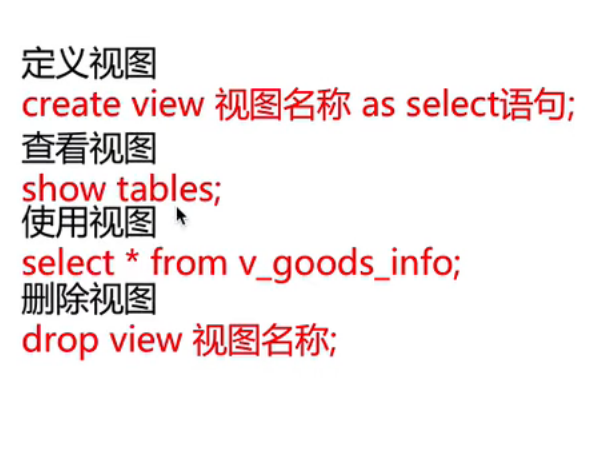 定义视图
create view 视图名称 as select语句;
查看视图
show tables;
使用视图
select * from v_goods_info;
删除视图
drop view 视图名称;